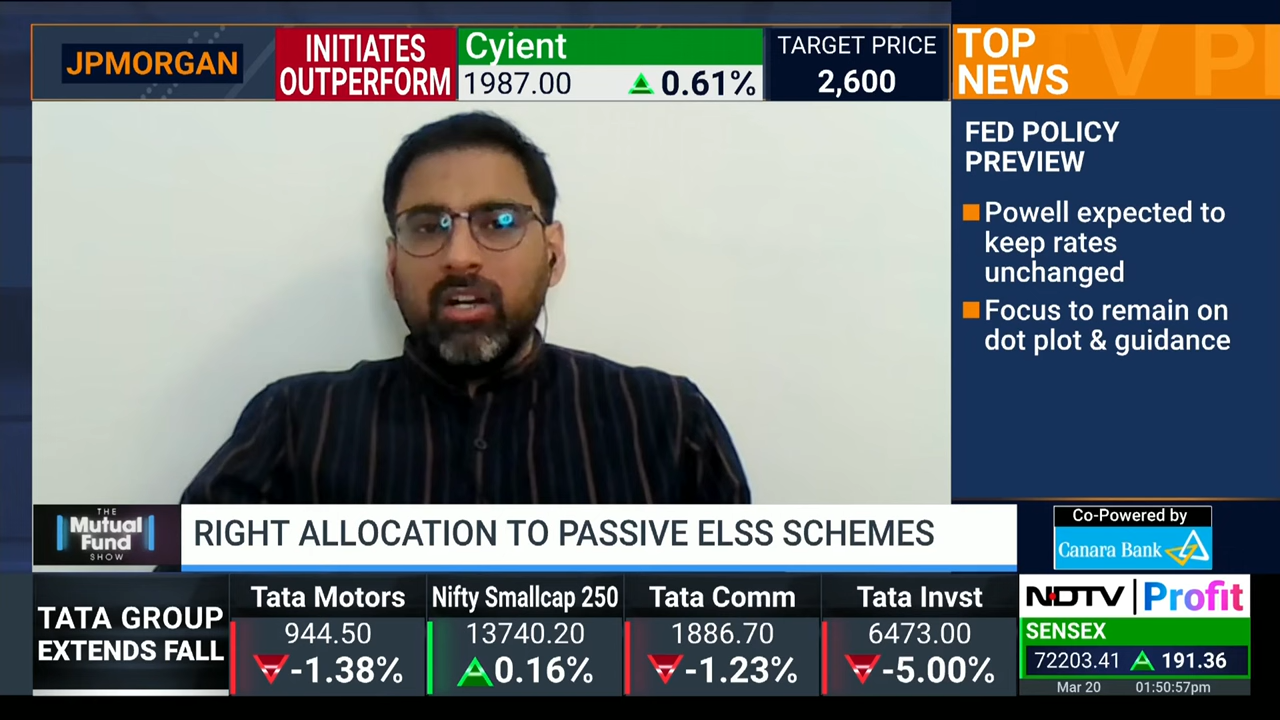 JPMORGAN
INITIATES
OUTPERFORM
Cyient
1987.00 0.61%
TARGET PRICE
2,600
TOP
NEWS
FED POLICY
PREVIEW
Powell expected to
keep rates
unchanged
Focus to remain on
dot plot & guidance
THE
Mutual
Fund
SHOW
RIGHT ALLOCATION TO PASSIVE ELSS SCHEMES
Co-Powered by
Canara Bank
TATA GROUP
EXTENDS FALL
Tata Motors
944.50
-1.38%
Nifty Smallcap 250
13740.20
0.16%
Tata Comm
1886.70
-1.23%
Tata Invst
6473.00
-5.00%
NDTV Profit
SENSEX
72203.41 191.36
Mar 20 01:50:57pm